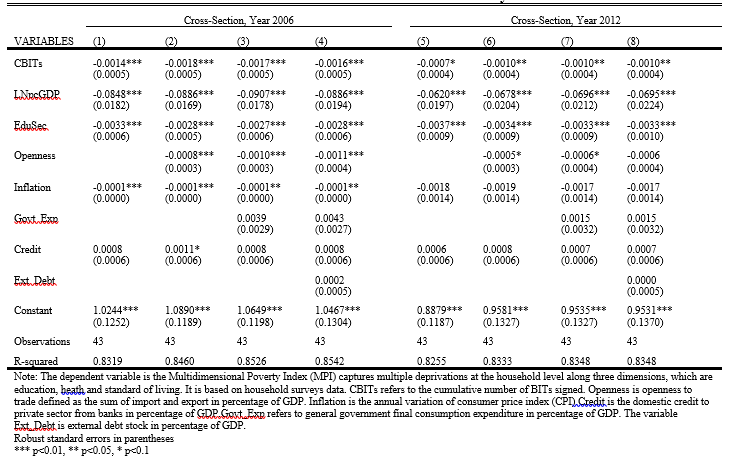 Cross-Section, Year 2006 Cross-Section, Year 2012
VARIABLES (1) (2) (3) (4) (5) (6) (7) (8)
CBITs -0.0014*** -0.0018*** -0.0017*** -0.0016*** -0.0007* -0.0010** -0.0010** -0.0010**
(0.0005) (0.0005) (0.0005) (0.0005) (0.0004) (0.0004) (0.0004) (0.0004)
LNpcGDP -0.0848*** -0.0886*** -0.0907*** -0.0886*** -0.0620*** -0.0678*** -0.0696*** -0.0695***
(0.0182) (0.0169) (0.0178) (0.0194) (0.0197) (0.0204) (0.0212) (0.0224)
EduSec -0.0033*** -0.0028*** -0.0027*** -0.0028*** -0.0037*** -0.0034*** -0.0033*** -0.0033***
(0.0006) (0.0005) (0.0006) (0.0006) (0.0009) (0.0009) (0.0009) (0.0010)
Openness -0.0008*** -0.0010*** -0.0011*** -0.0005* -0.0006* -0.0006
(0.0003) (0.0003) (0.0004) (0.0003) (0.0004) (0.0004)
Inflation -0.0001*** -0.0001*** -0.0001** -0.0001** -0.0018 -0.0019 -0.0017 -0.0017
(0.0000) (0.0000) (0.0000) (0.0000) (0.0014) (0.0014) (0.0014) (0.0014)
Govt_Exp 0.0039 0.0043 0.0015 0.0015
(0.0029) (0.0027) (0.0032) (0.0032)
Credit 0.0008 0.0011* 0.0008 0.0008 0.0006 0.0008 0.0007 0.0007
(0.0006) (0.0006) (0.0006) (0.0006) (0.0006) (0.0006) (0.0006) (0.0006)
Ext_Debt 0.0002 0.0000
(0.0005) (0.0005)
Constant 1.0244*** 1.0890*** 1.0649*** 1.0467*** 0.8879*** 0.9581*** 0.9535*** 0.9531***
(0.1252) (0.1189) (0.1198) (0.1304) (0.1187) (0.1327) (0.1327) (0.1370)
Observations 43 43 43 43 43 43 43 43
R-squared 0.8319 0.8460 0.8526 0.8542 0.8255 0.8333 0.8348 0.8348
Note: The dependent variable is the Multidimensional Poverty Index (MPI) captures multiple deprivations at the household level along three dimensions, which are
education, heath and standard of living. It is based on household surveys data. CBITs refers to the cumulative number of BITs signed. Openness is openness to
trade defined as the sum of import and export in percentage of GDP. Inflation is the annual variation of consumer price index (CPI).Credit is the domestic credit to
private sector from banks in percentage of GDP.Govt_Exp refers to general government final consumption expenditure in percentage of GDP. The variable
Ext_Debt is external debt stock in percentage of GDP.
Robust standard errors in parentheses
*** p<0.01, ** p<0.05, * p<0.1